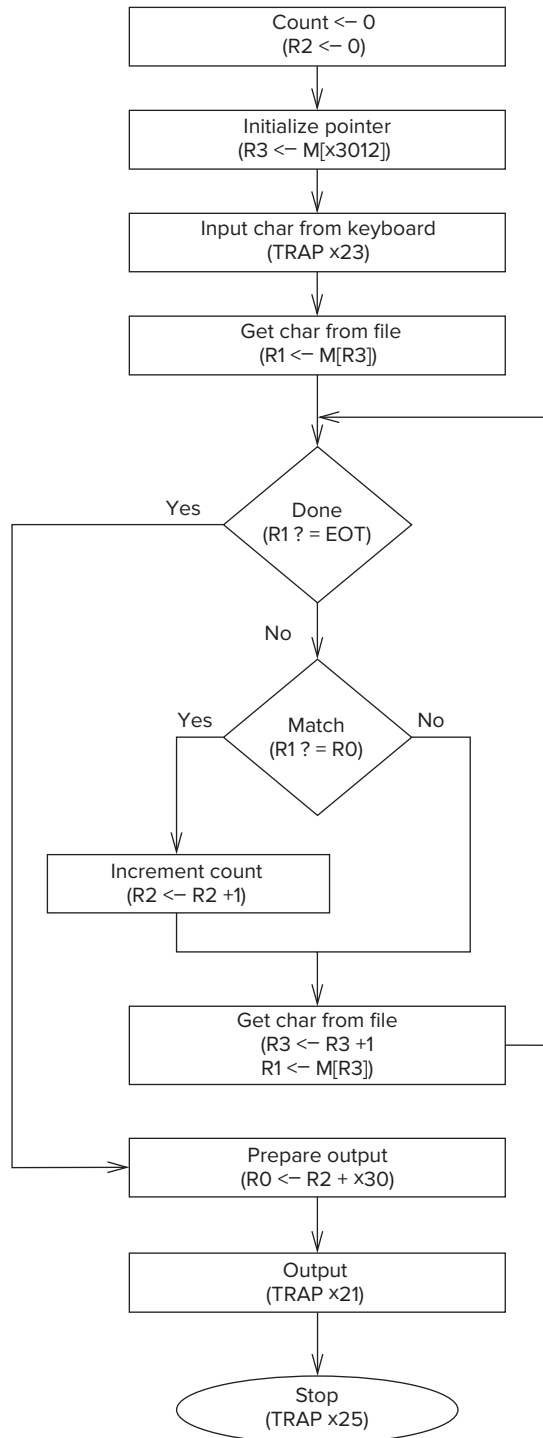 Count <– 0
(R2 <– 0)
Initialize pointer
(R3 <– M[x3012])
Input char from keyboard
(TRAP x23)
Get char from file
(R1 <– M[R3])
Yes
Done
(R1 ? = EOT)
No
Yes
Match
(R1 ? = R0)
No
Increment count
(R2 <– R2 +1)
Get char from file
(R3 <– R3 +1
R1 <– M[R3])
Prepare output
(R0 <– R2 + x30)
Output
(TRAP x21)
Stop
(TRAP x25)